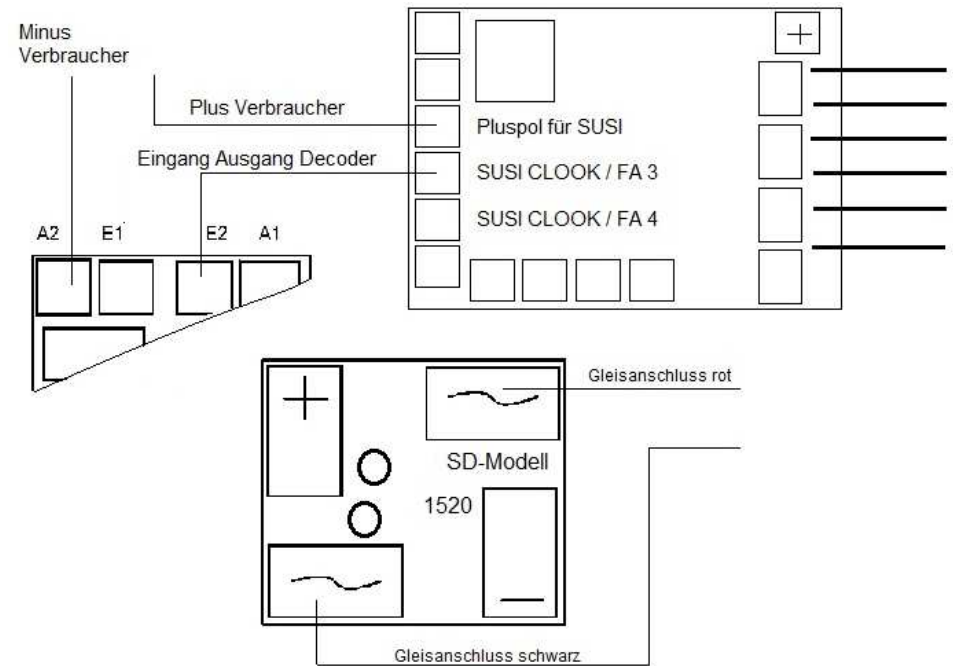 Minus
Verbraucher
Plus Verbraucher
Eingang Ausgang Decoder
Pluspol für SUSI
SUSI CLOOK / FA 3
SUSI CLOOK / FA 4
A2 E1 E2 A1
+
+
Gleisanschluss rot
SD-Modell
1520
Gleisanschluss schwarz